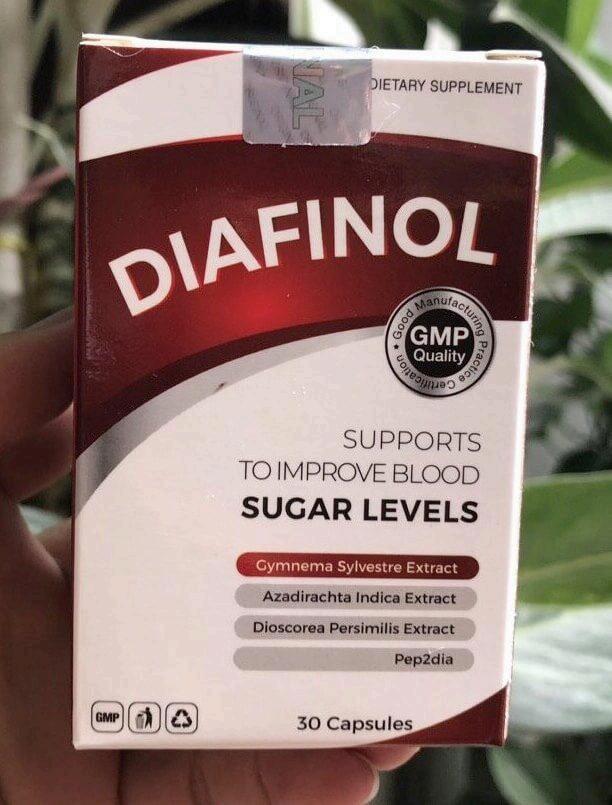 NAL
DIETARY SUPPLEMENT
DIAFINOL
Good Manufacturing Practice Certification
GMP
Quality
SUPPORTS
TO IMPROVE BLOOD
SUGAR LEVELS
Gymnema Sylvestre Extract
Azadirachta Indica Extract
Dioscorea Persimilis Extract
Pep2dia
GMP
30 Capsules